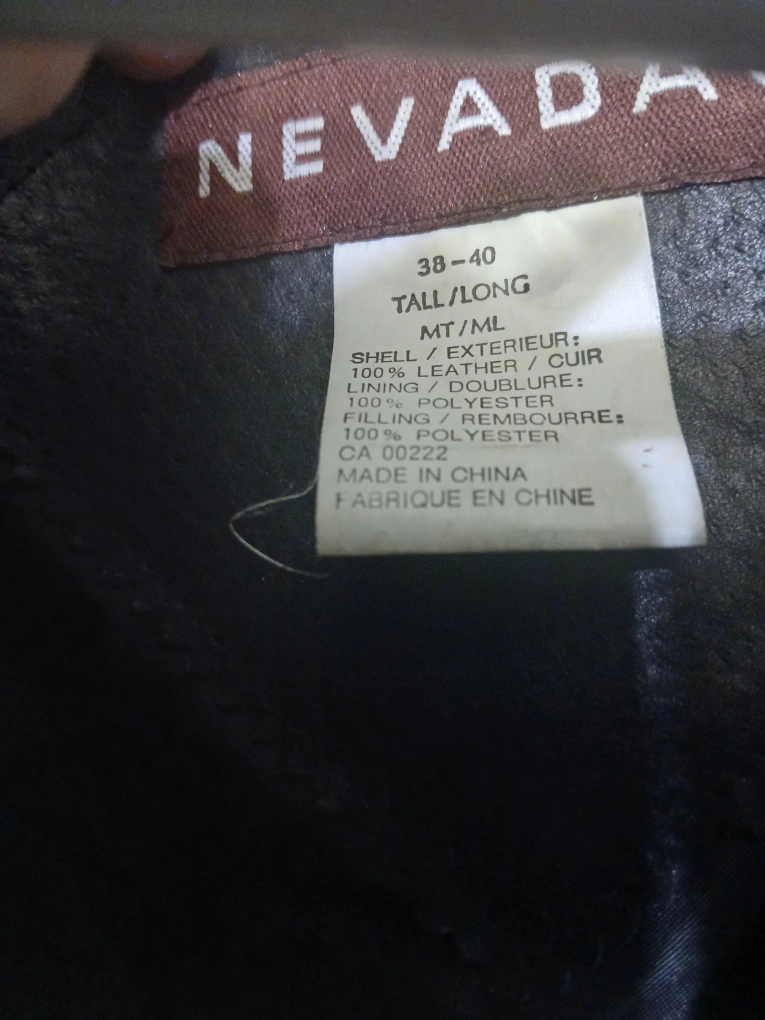 NEVADA
38-40
TALL/LONG
MT/ML
SHELL / EXTERIEUR:
100% LEATHER / CUIR
LINING / DOUBLURE:
100% POLYESTER
FILLING / REMBOURRE:
100% POLYESTER
CA 00222
MADE IN CHINA
FABRIQUE EN CHINE